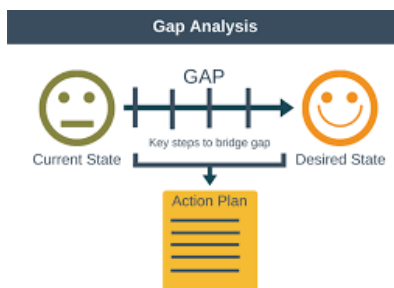 Gap Analysis
GAP
Key steps to bridge gap
Current State
Desired State
Action Plan